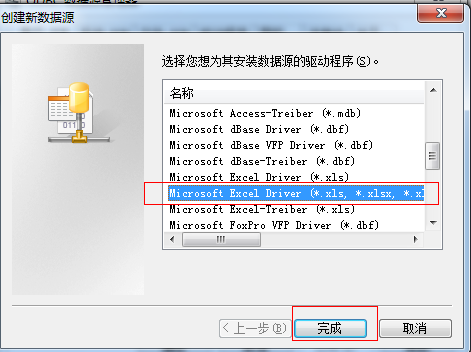 创建新数据源
选择您想为其安装数据源的驱动程序(S)。
名称
Microsoft Access-Treiber (*.mdb)
Microsoft dBase Driver (*.dbf)
Microsoft dBase VFP Driver (*.dbf)
Microsoft dBase-Treiber (*.dbf)
Microsoft Excel Driver (*.xls)
Microsoft Excel Driver (*.xls, *.xlsx, *.xl
Microsoft Excel-Treiber (*.xls)
Microsoft FoxPro VFP Driver (*.dbf)
< 上一步(B)
完成
取消